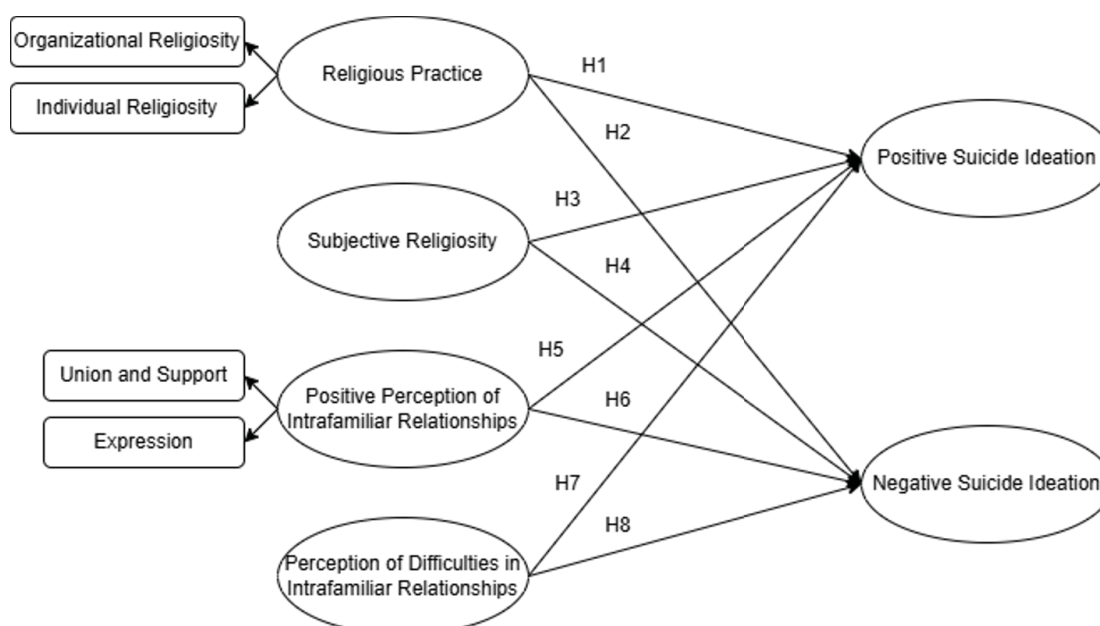 Organizational Religiosity
Individual Religiosity
Religious Practice
H1
H2
Positive Suicide Ideation
Subjective Religiosity
H3
H4
Union and Support
Expression
Positive Perception of
Intrafamiliar Relationships
H5
H6
Negative Suicide Ideation
H7
H8
Perception of Difficulties in
Intrafamiliar Relationships